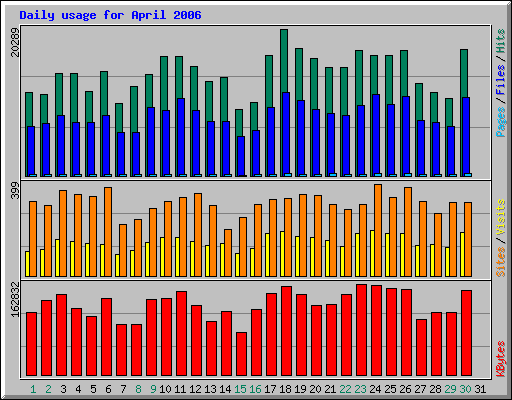 Daily usage for April 2006
20289
Pages/Files/Hits
399
Sites/Visits
162832
KBytes
1 2 3 4 5 6 7 8 9 10 11 12 13 14 15 16 17 18 19 20 21 22 23 24 25 26 27 28 29 30 31